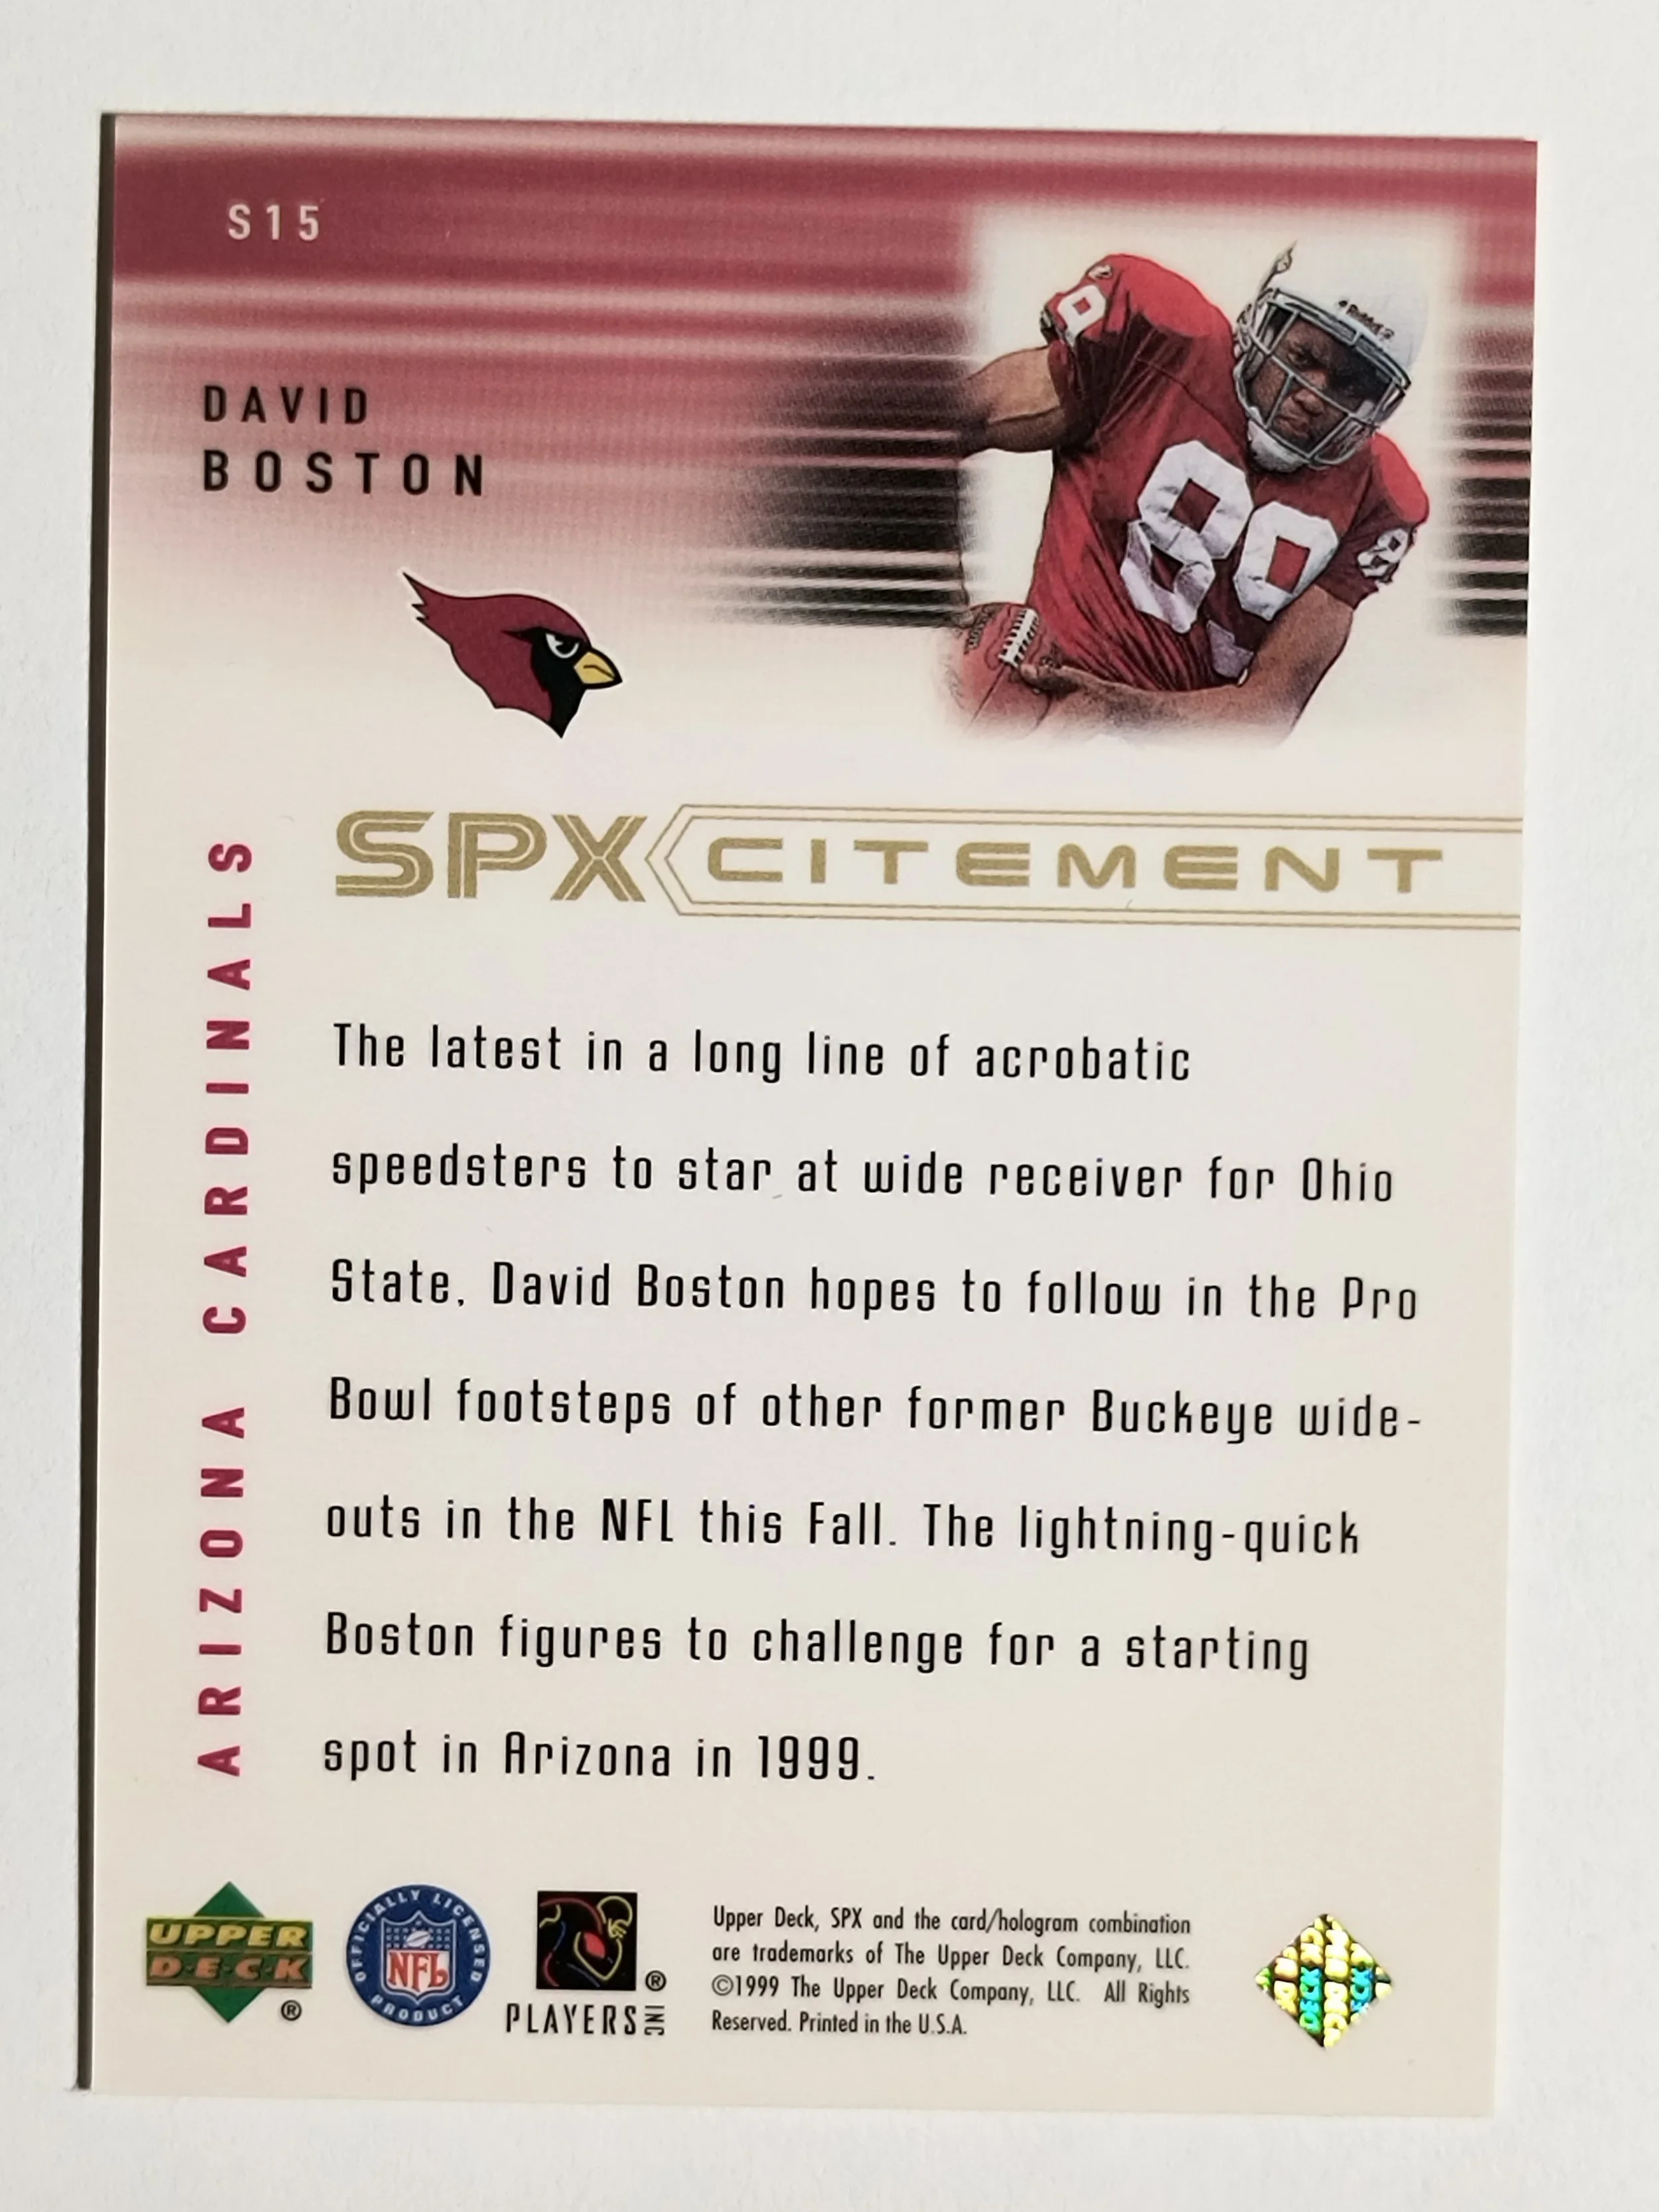 S15
DAVID
BOSTON
80
8
SPXCITEMENT
ARIZONA CARDINALS
The latest in a long line of acrobatic
speedsters to star at wide receiver for Ohio
State, David Boston hopes to follow in the Pro
Bowl footsteps of other former Buckeye wide-
outs in the NFL this Fall. The lightning-quick
Boston figures to challenge for a starting
spot in Arizona in 1999.
UPPER
DECK
®
OFFICIALLY LICENSED
NFL
PRODUCT
®
PLAYERS INC
Upper Deck, SPX and the card/hologram combination
are trademarks of The Upper Deck Company, LLC.
©1999 The Upper Deck Company, LLC. All Rights
Reserved. Printed in the U.S.A.